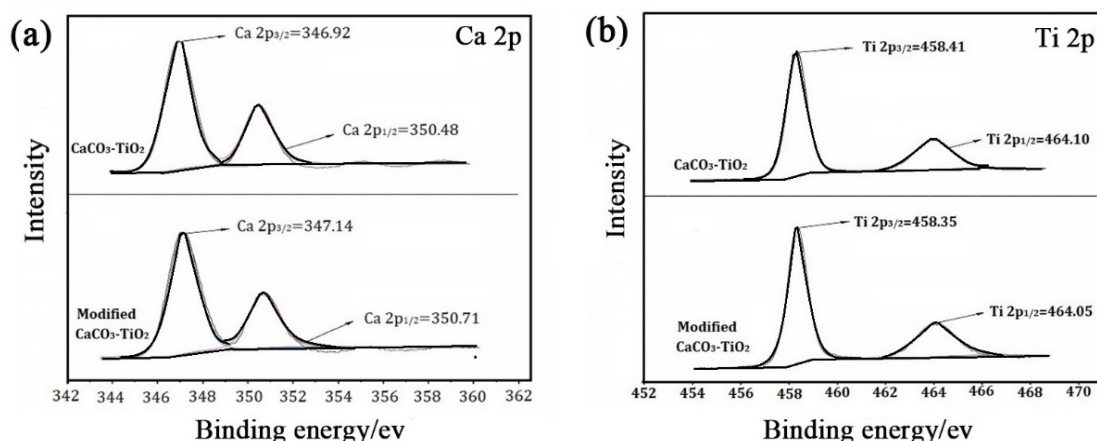 (a)
Ca 2p
Ca 2p3/2=346.92
Ca 2p1/2=350.48
CaCO3-TiO2
Ca 2p3/2=347.14
Ca 2p1/2=350.71
Modified
CaCO3-TiO2
Intensity
342 344 346 348 350 352 354 356 358 360 362
Binding energy/ev
(b)
Ti 2p
Ti 2p3/2=458.41
Ti 2p1/2=464.10
CaCO3-TiO2
Ti 2p3/2=458.35
Ti 2p1/2=464.05
Modified
CaCO3-TiO2
Intensity
452 454 456 458 460 462 464 466 468 470
Binding energy/ev